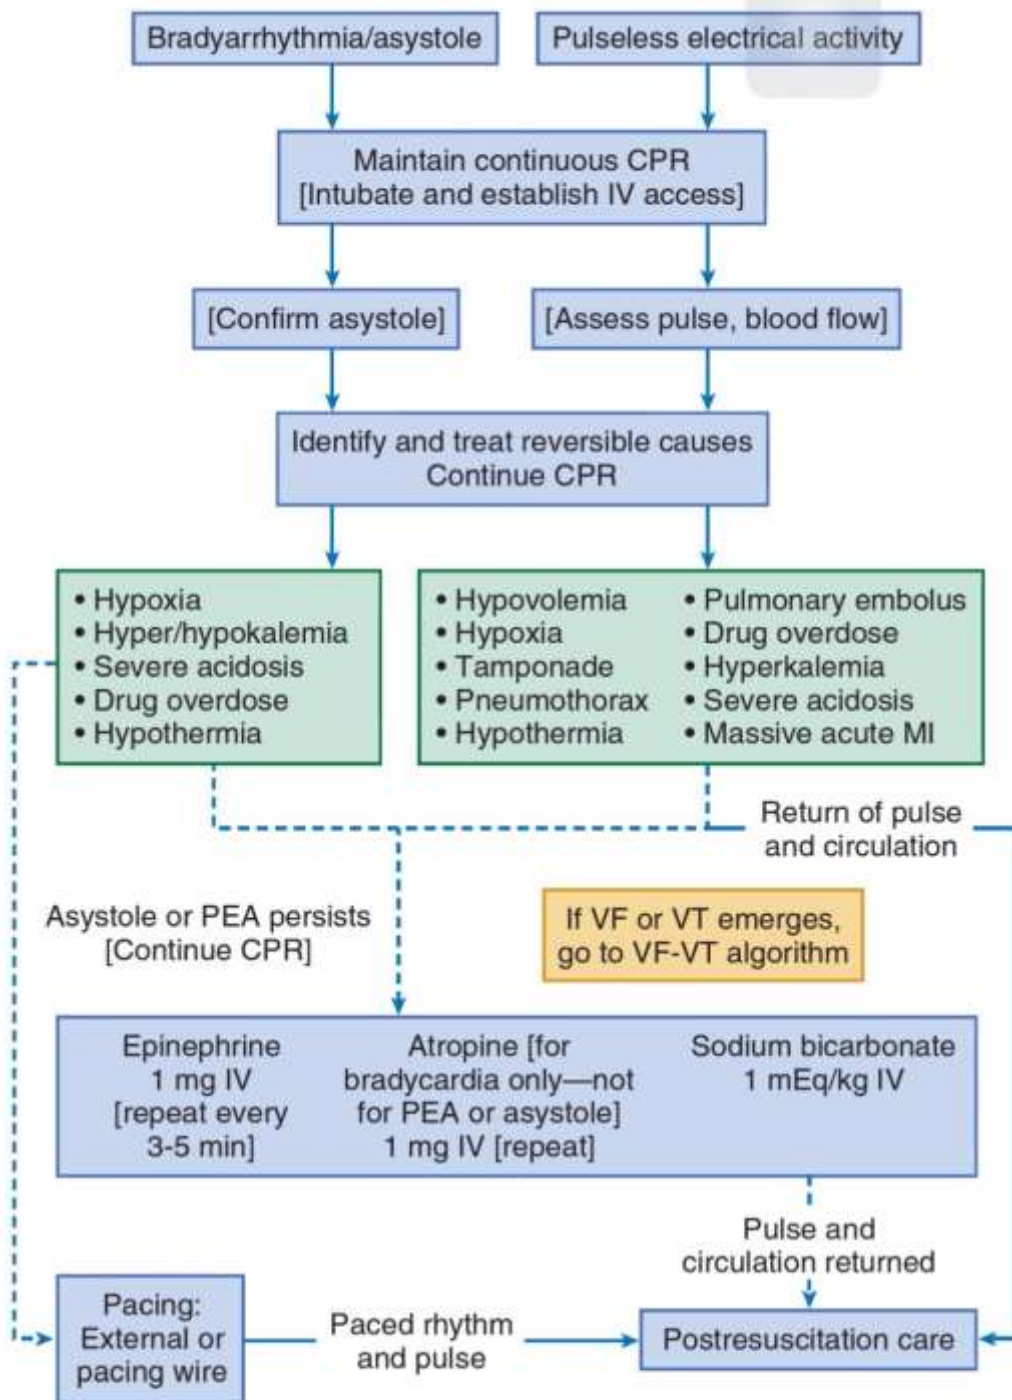 Bradyarrhythmia/asystole
Pulseless electrical activity
Maintain continuous CPR
[Intubate and establish IV access]
[Confirm asystole]
[Assess pulse, blood flow]
Identify and treat reversible causes
Continue CPR
• Hypoxia
• Hyper/hypokalemia
• Severe acidosis
• Drug overdose
• Hypothermia
• Hypovolemia
• Hypoxia
• Tamponade
• Pneumothorax
• Hypothermia
• Pulmonary embolus
• Drug overdose
• Hyperkalemia
• Severe acidosis
• Massive acute MI
Return of pulse
and circulation
Asystole or PEA persists
[Continue CPR]
If VF or VT emerges,
go to VF-VT algorithm
Epinephrine
1 mg IV
[repeat every
3-5 min]
Atropine [for
bradycardia only—not
for PEA or asystole]
1 mg IV [repeat]
Sodium bicarbonate
1 mEq/kg IV
Pulse and
circulation returned
Pacing:
External or
pacing wire
Paced rhythm
and pulse
Postresuscitation care